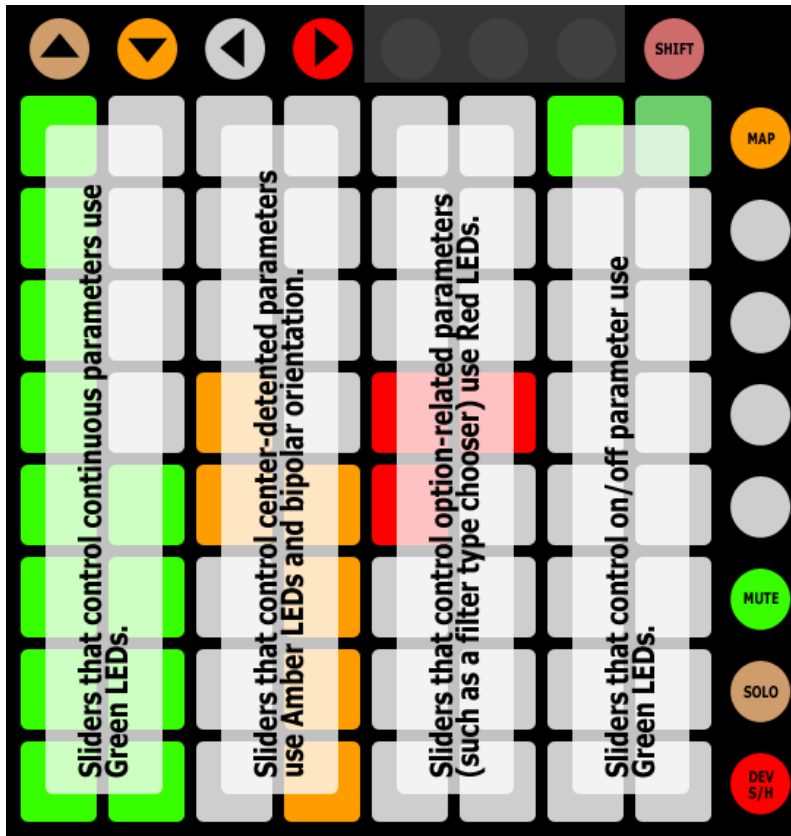 SHIFT
MAP
Sliders that control continuous parameters use
Green LEDs.
Sliders that control center-detented parameters
use Amber LEDs and bipolar orientation.
Sliders that control option-related parameters
(such as a filter type chooser) use Red LEDs.
Sliders that control on/off parameter use
Green LEDs.
MUTE
SOLO
DEV
S/H